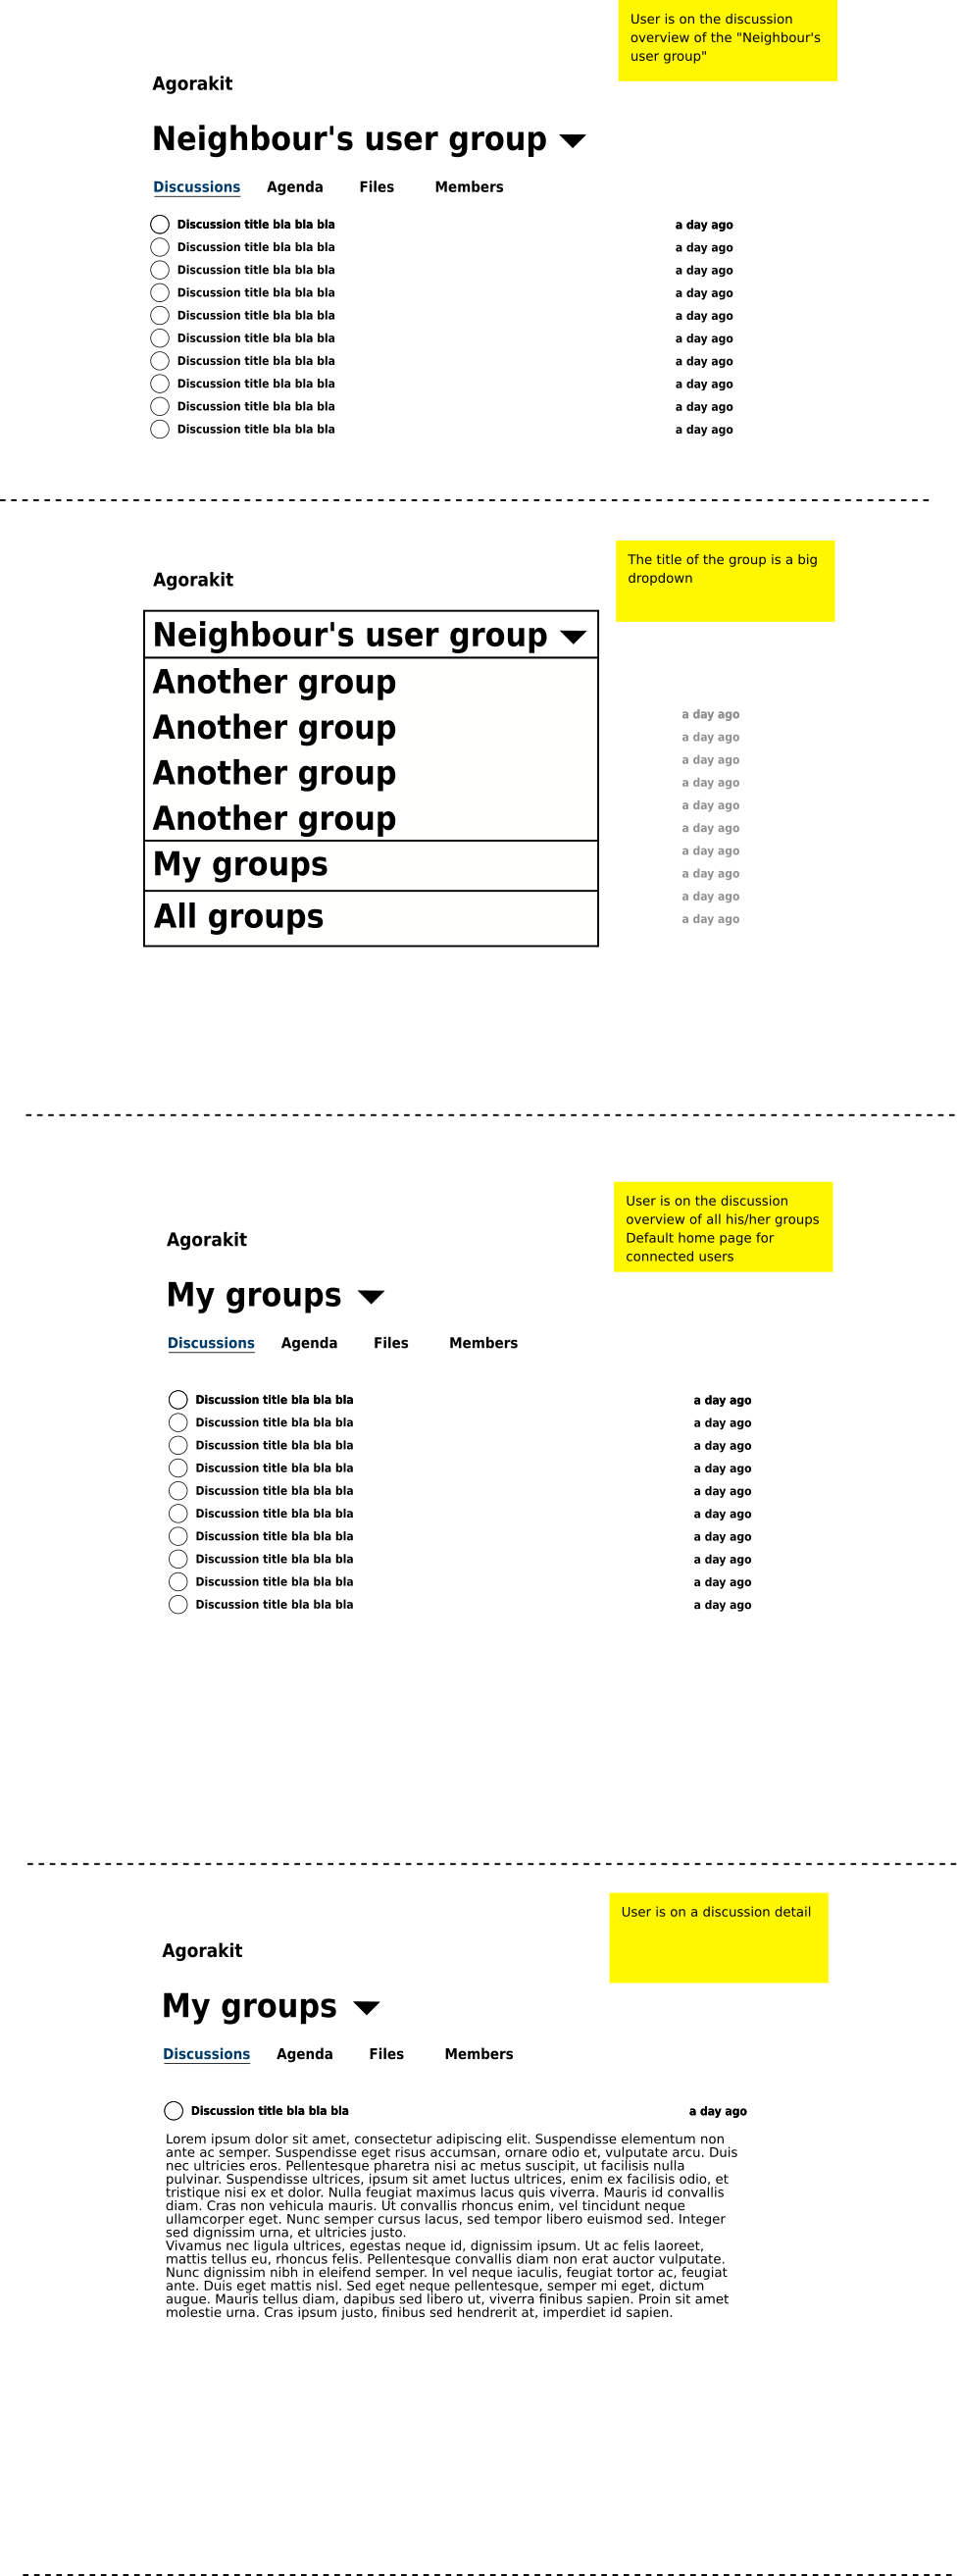 User is on the discussion
overview of the "Neighbour's
user group"
Agorakit
Neighbour's user group
Discussions Agenda Files Members
Discussion title bla bla bla a day ago
Discussion title bla bla bla a day ago
Discussion title bla bla bla a day ago
Discussion title bla bla bla a day ago
Discussion title bla bla bla a day ago
Discussion title bla bla bla a day ago
Discussion title bla bla bla a day ago
Discussion title bla bla bla a day ago
Discussion title bla bla bla a day ago
Discussion title bla bla bla a day ago
The title of the group is a big
dropdown
Agorakit
Neighbour's user group
Another group
Another group
Another group
Another group
My groups
All groups
a day ago
a day ago
a day ago
a day ago
a day ago
a day ago
a day ago
a day ago
a day ago
a day ago
User is on the discussion
overview of all his/her groups
Default home page for
connected users
Agorakit
My groups
Discussions Agenda Files Members
Discussion title bla bla bla a day ago
Discussion title bla bla bla a day ago
Discussion title bla bla bla a day ago
Discussion title bla bla bla a day ago
Discussion title bla bla bla a day ago
Discussion title bla bla bla a day ago
Discussion title bla bla bla a day ago
Discussion title bla bla bla a day ago
Discussion title bla bla bla a day ago
Discussion title bla bla bla a day ago
User is on a discussion detail
Agorakit
My groups
Discussions Agenda Files Members
Discussion title bla bla bla a day ago
Lorem ipsum dolor sit amet, consectetur adipiscing elit. Suspendisse elementum non
ante ac semper. Suspendisse eget risus accumsan, ornare odio et, vulputate arcu. Duis
nec ultricies eros. Pellentesque pharetra nisi ac metus suscipit, ut facilisis nulla
pulvinar. Suspendisse ultrices, ipsum sit amet luctus ultrices, enim ex facilisis odio, et
tristique nisi ex et dolor. Nulla feugiat maximus lacus quis viverra. Mauris id convallis
diam. Cras non vehicula mauris. Ut convallis rhoncus enim, vel tincidunt neque
ullamcorper eget. Nunc semper cursus lacus, sed tempor libero euismod sed. Integer
sed dignissim urna, et ultricies justo.
Vivamus nec ligula ultrices, egestas neque id, dignissim ipsum. Ut ac felis laoreet,
mattis tellus eu, rhoncus felis. Pellentesque convallis diam non erat auctor vulputate.
Nunc dignissim nibh in eleifend semper. In vel neque iaculis, feugiat tortor ac, feugiat
ante. Duis eget mattis nisl. Sed eget neque pellentesque, semper mi eget, dictum
augue. Mauris tellus diam, dapibus sed libero ut, viverra finibus sapien. Proin sit amet
molestie urna. Cras ipsum justo, finibus sed hendrerit at, imperdiet id sapien.